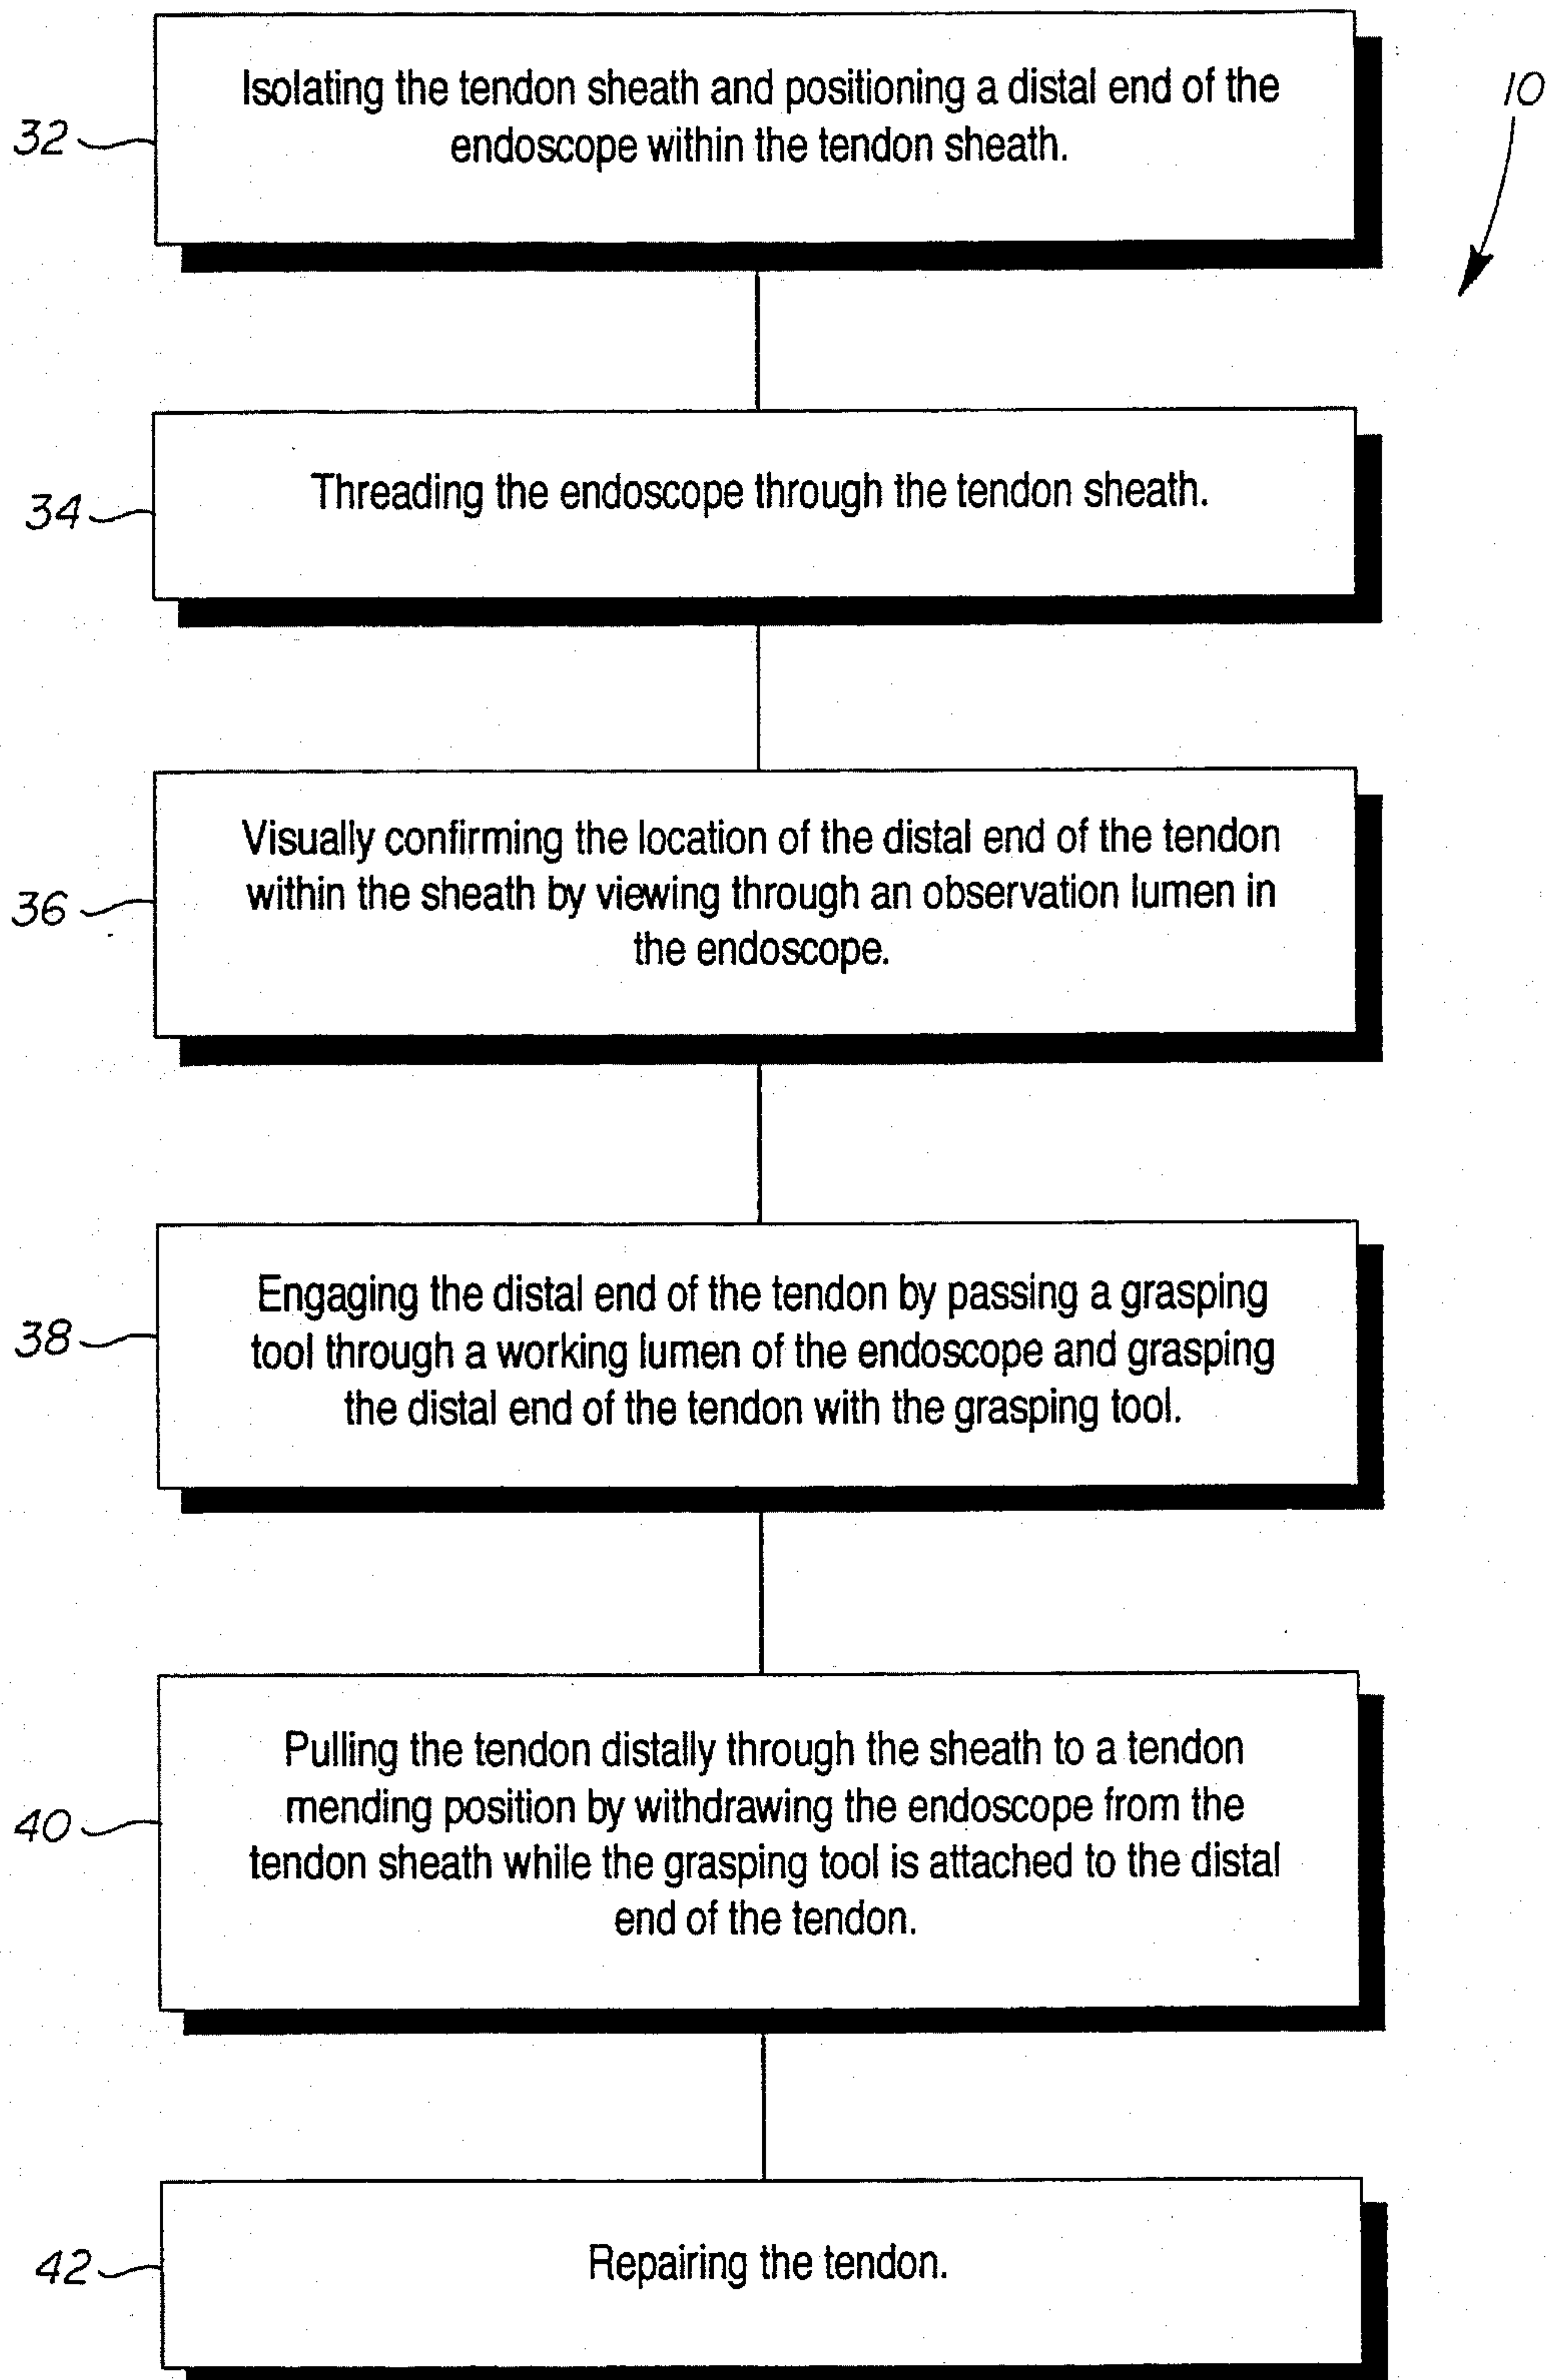 10
32
Isolating the tendon sheath and positioning a distal end of the
endoscope within the tendon sheath.
34
Threading the endoscope through the tendon sheath.
36
Visually confirming the location of the distal end of the tendon
within the sheath by viewing through an observation lumen in
the endoscope.
38
Engaging the distal end of the tendon by passing a grasping
tool through a working lumen of the endoscope and grasping
the distal end of the tendon with the grasping tool.
40
Pulling the tendon distally through the sheath to a tendon
mending position by withdrawing the endoscope from the
tendon sheath while the grasping tool is attached to the distal
end of the tendon.
42
Repairing the tendon.